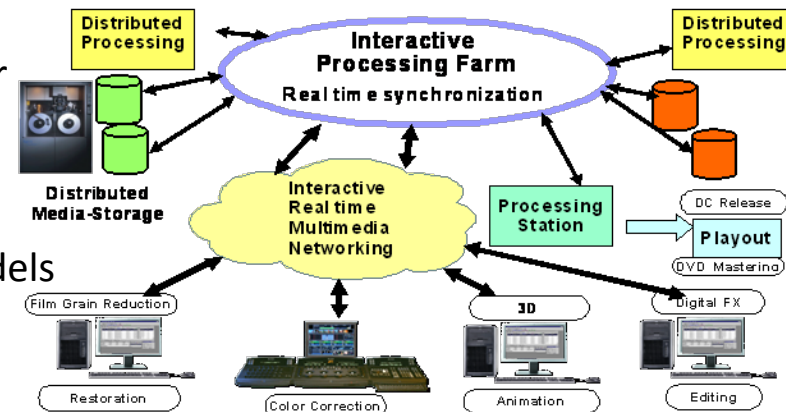 Distributed
Processing
Interactive
Processing Farm
Real time synchronization
Distributed
Processing
r
Distributed
Media-Storage
Interactive
Real time
Multimedia
Networking
Processing
Station
DC Release
Playout
DVD Mastering
dels
Film Grain Reduction
3D
Digital FX
Restoration
Color Correction
Animation
Editing